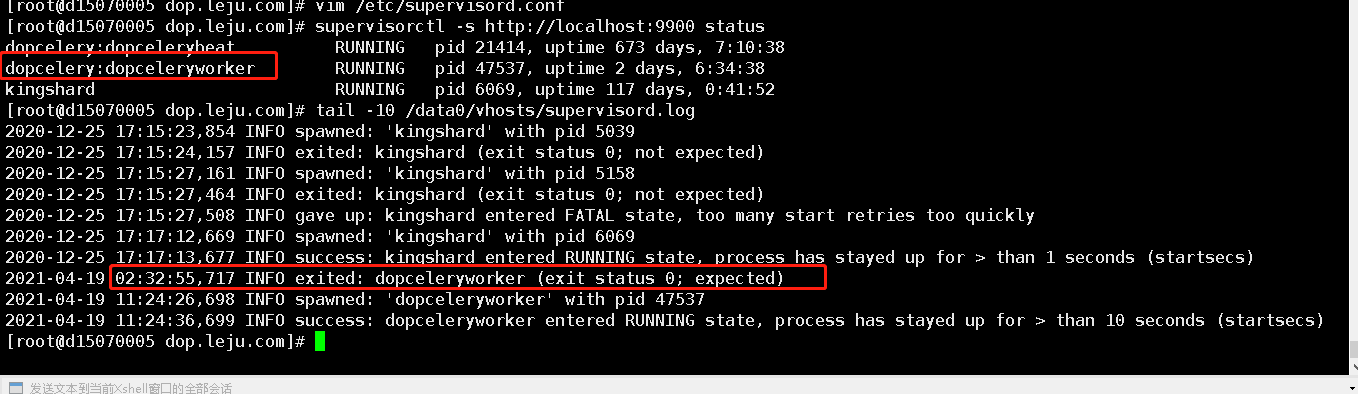 [root@d15070005 dop.leju.com]# vim /etc/supervisord.conf
[root@d15070005 dop.leju.com]# supervisorctl -s http://localhost:9900 status
dopcelery:dopcelerybeat RUNNING pid 21414, uptime 673 days, 7:10:38
dopcelery:dopceleryworker RUNNING pid 47537, uptime 2 days, 6:34:38
kingshard RUNNING pid 6069, uptime 117 days, 0:41:52
[root@d15070005 dop.leju.com]# tail -10 /data0/vhosts/supervisord.log
2020-12-25 17:15:23,854 INFO spawned: 'kingshard' with pid 5039
2020-12-25 17:15:24,157 INFO exited: kingshard (exit status 0; not expected)
2020-12-25 17:15:27,161 INFO spawned: 'kingshard' with pid 5158
2020-12-25 17:15:27,464 INFO exited: kingshard (exit status 0; not expected)
2020-12-25 17:15:27,508 INFO gave up: kingshard entered FATAL state, too many start retries too quickly
2020-12-25 17:17:12,669 INFO spawned: 'kingshard' with pid 6069
2020-12-25 17:17:13,677 INFO success: kingshard entered RUNNING state, process has stayed up for > than 1 seconds (startsecs)
2021-04-19 02:32:55,717 INFO exited: dopceleryworker (exit status 0; expected)
2021-04-19 11:24:26,698 INFO spawned: 'dopceleryworker' with pid 47537
2021-04-19 11:24:36,699 INFO success: dopceleryworker entered RUNNING state, process has stayed up for > than 10 seconds (startsecs)
[root@d15070005 dop.leju.com]#
发送文本到当前Xshell窗口的全部会话